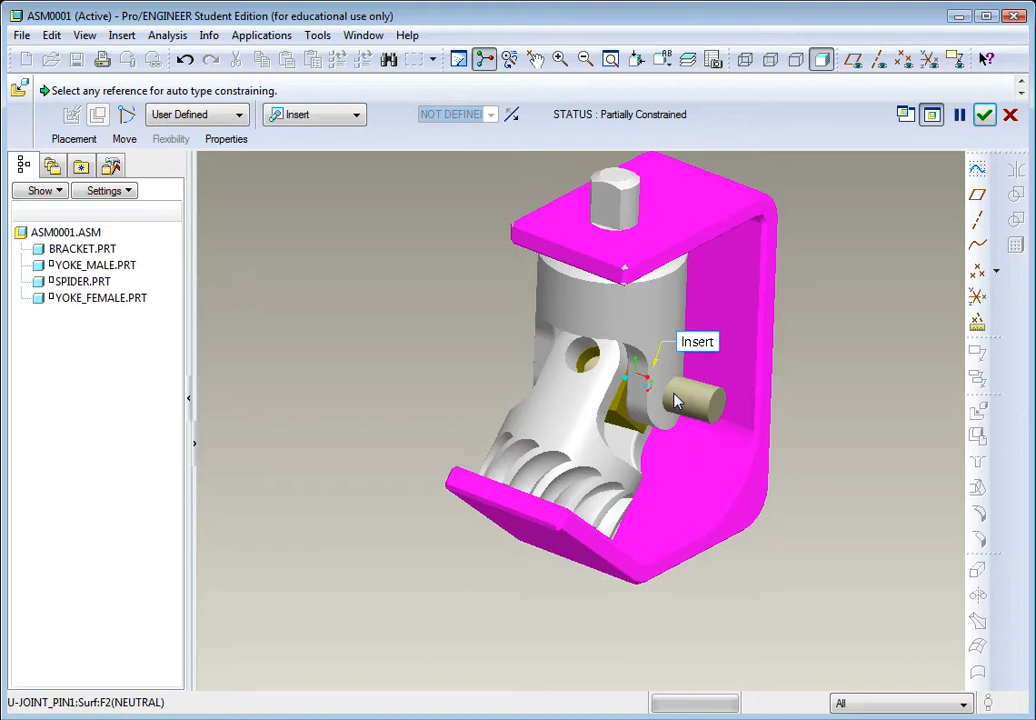 ASM0001 (Active) - Pro/ENGINEER Student Edition (for educational use only)
File Edit View Insert Analysis Info Applications Tools Window Help
Select any reference for auto type constraining.
User Defined Insert NOT DEFINE STATUS : Partially Constrained
Placement Move Flexibility Properties
Show Settings
ASM0001.ASM
BRACKET.PRT
YOKE_MALE.PRT
SPIDER.PRT
YOKE_FEMALE.PRT
Insert
U-JOINT_PIN1:Surf:F2(NEUTRAL)
All